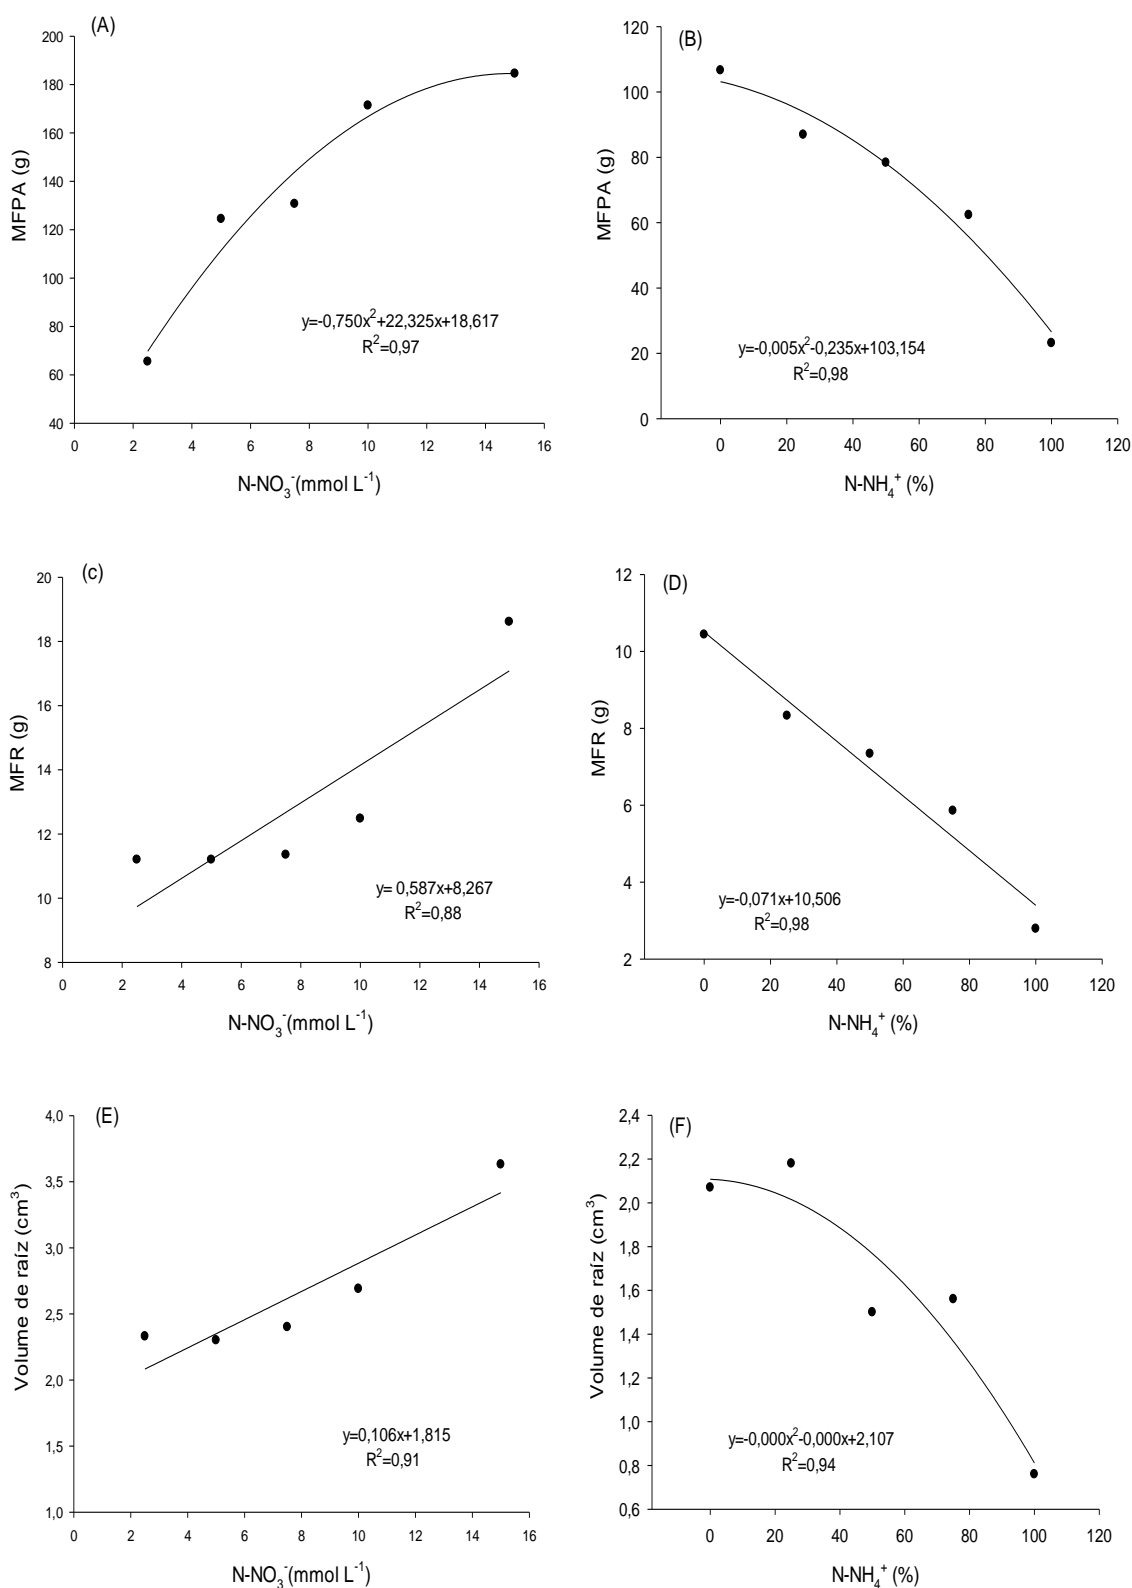 (A)
200
180
160
140
120
100
80
60
40
MFPA (g)
y=-0,750x²+22,325x+18,617
R²=0,97
0 2 4 6 8 10 12 14 16
N-NO₃⁻(mmol L⁻¹)
(B)
120
100
80
60
40
20
0
MFPA (g)
y=-0,005x²-0,235x+103,154
R²=0,98
0 20 40 60 80 100 120
N-NH₄⁺ (%)
(c)
20
18
16
14
12
10
8
MFR (g)
y= 0,587x+8,267
R²=0,88
0 2 4 6 8 10 12 14 16
N-NO₃⁻(mmol L⁻¹)
(D)
12
10
8
6
4
2
MFR (g)
y=-0,071x+10,506
R²=0,98
0 20 40 60 80 100 120
N-NH₄⁺ (%)
(E)
4,0
3,5
3,0
2,5
2,0
1,5
1,0
Volume de raíz (cm³)
y=0,106x+1,815
R²=0,91
0 2 4 6 8 10 12 14 16
N-NO₃⁻(mmol L⁻¹)
(F)
2,4
2,2
2,0
1,8
1,6
1,4
1,2
1,0
0,8
0,6
Volume de raíz (cm³)
y=-0,000x²-0,000x+2,107
R²=0,94
0 20 40 60 80 100 120
N-NH₄⁺ (%)